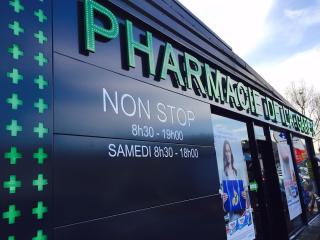 PHARMACIE
NON STOP
8h30 - 19h00
SAMEDI 8h30 - 18h00